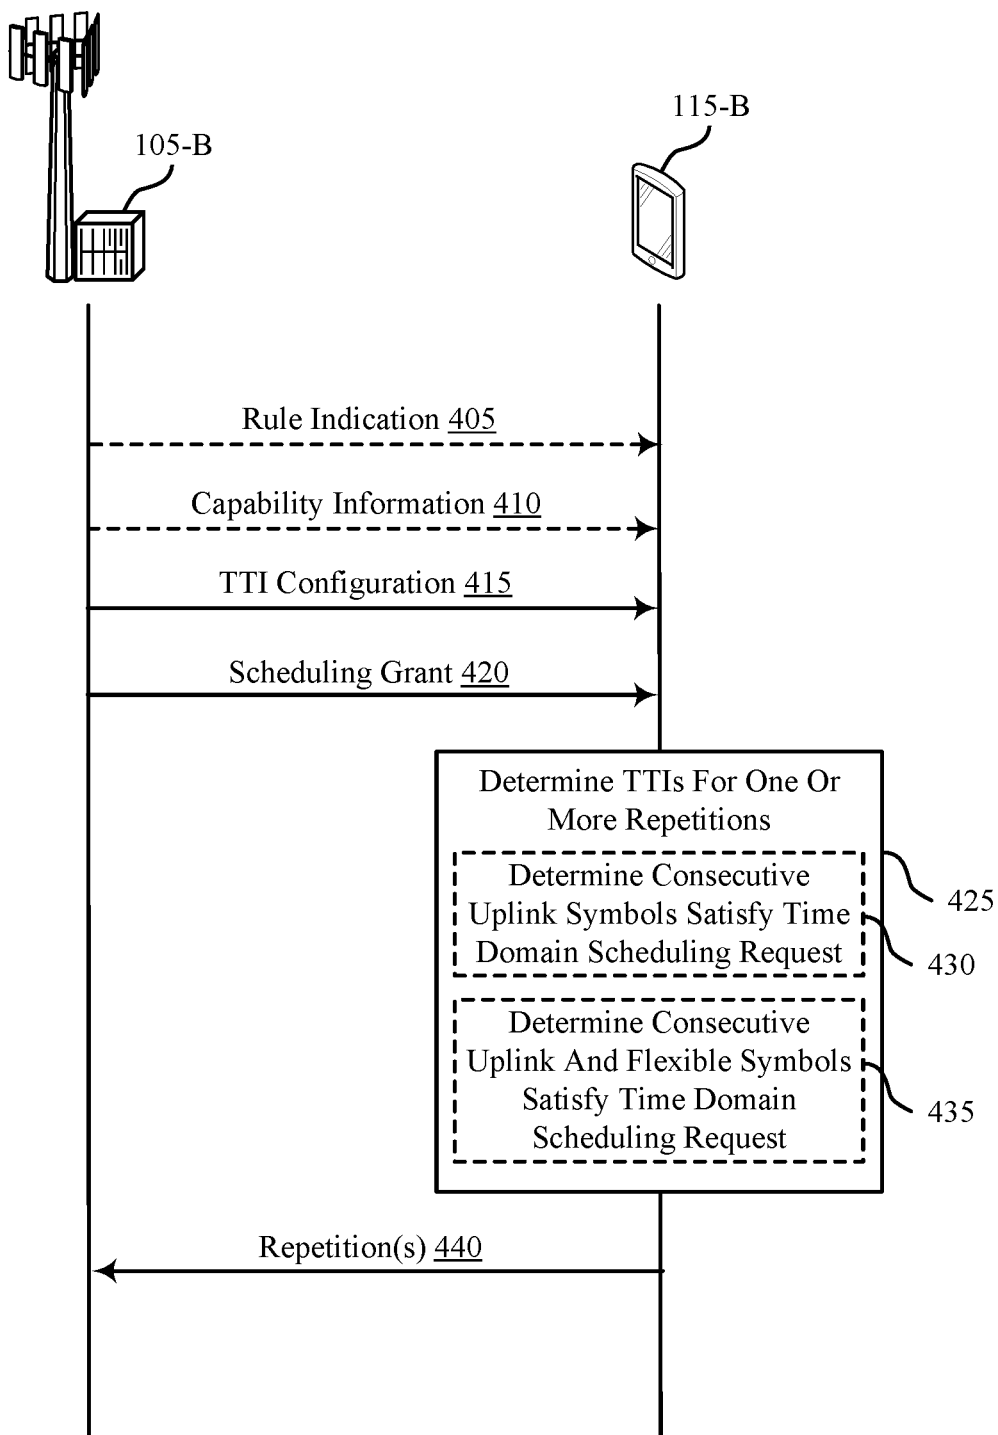 105-B
115-B
Rule Indication 405
Capability Information 410
TTI Configuration 415
Scheduling Grant 420
Determine TTIs For One Or
More Repetitions
425
Determine Consecutive
Uplink Symbols Satisfy Time
Domain Scheduling Request
430
Determine Consecutive
Uplink And Flexible Symbols
Satisfy Time Domain
Scheduling Request
435
Repetition(s) 440